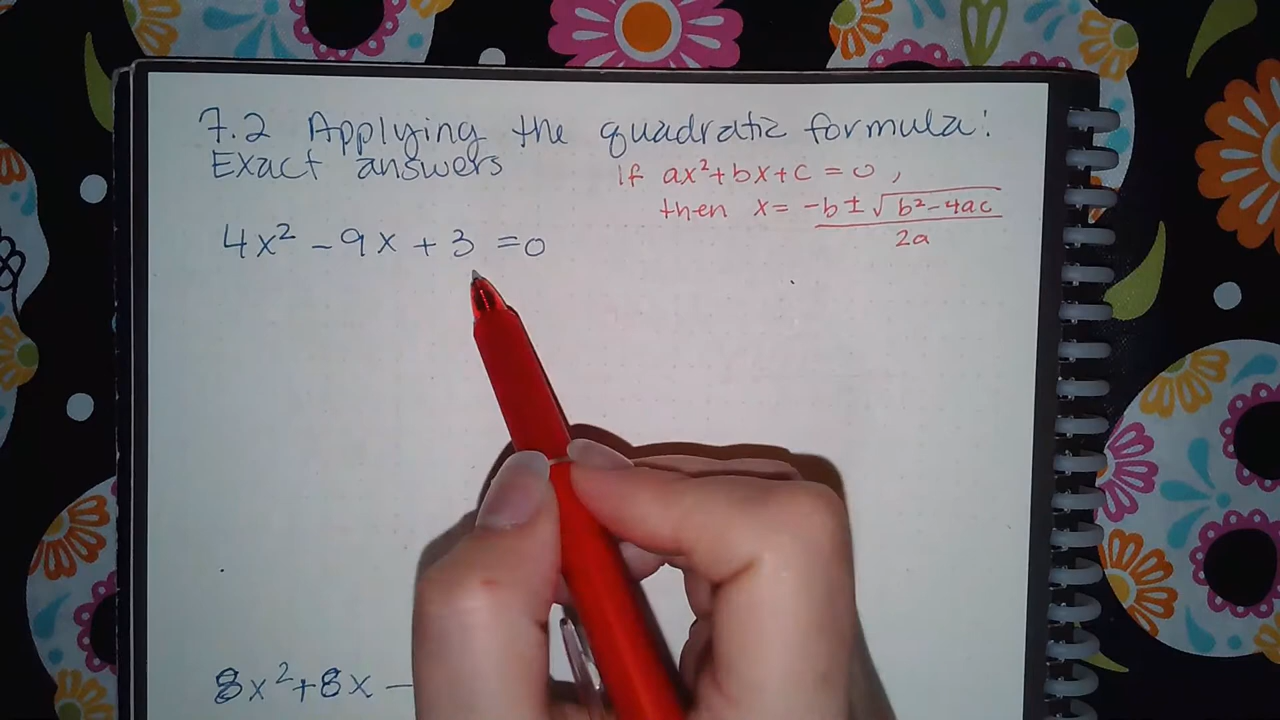 7.2 Applying the quadratic formula:
Exact answers
If ax²+bx+c = 0,
then x = -b ± √b²-4ac
2a
4x² - 9x + 3 = 0
8x²+8x -